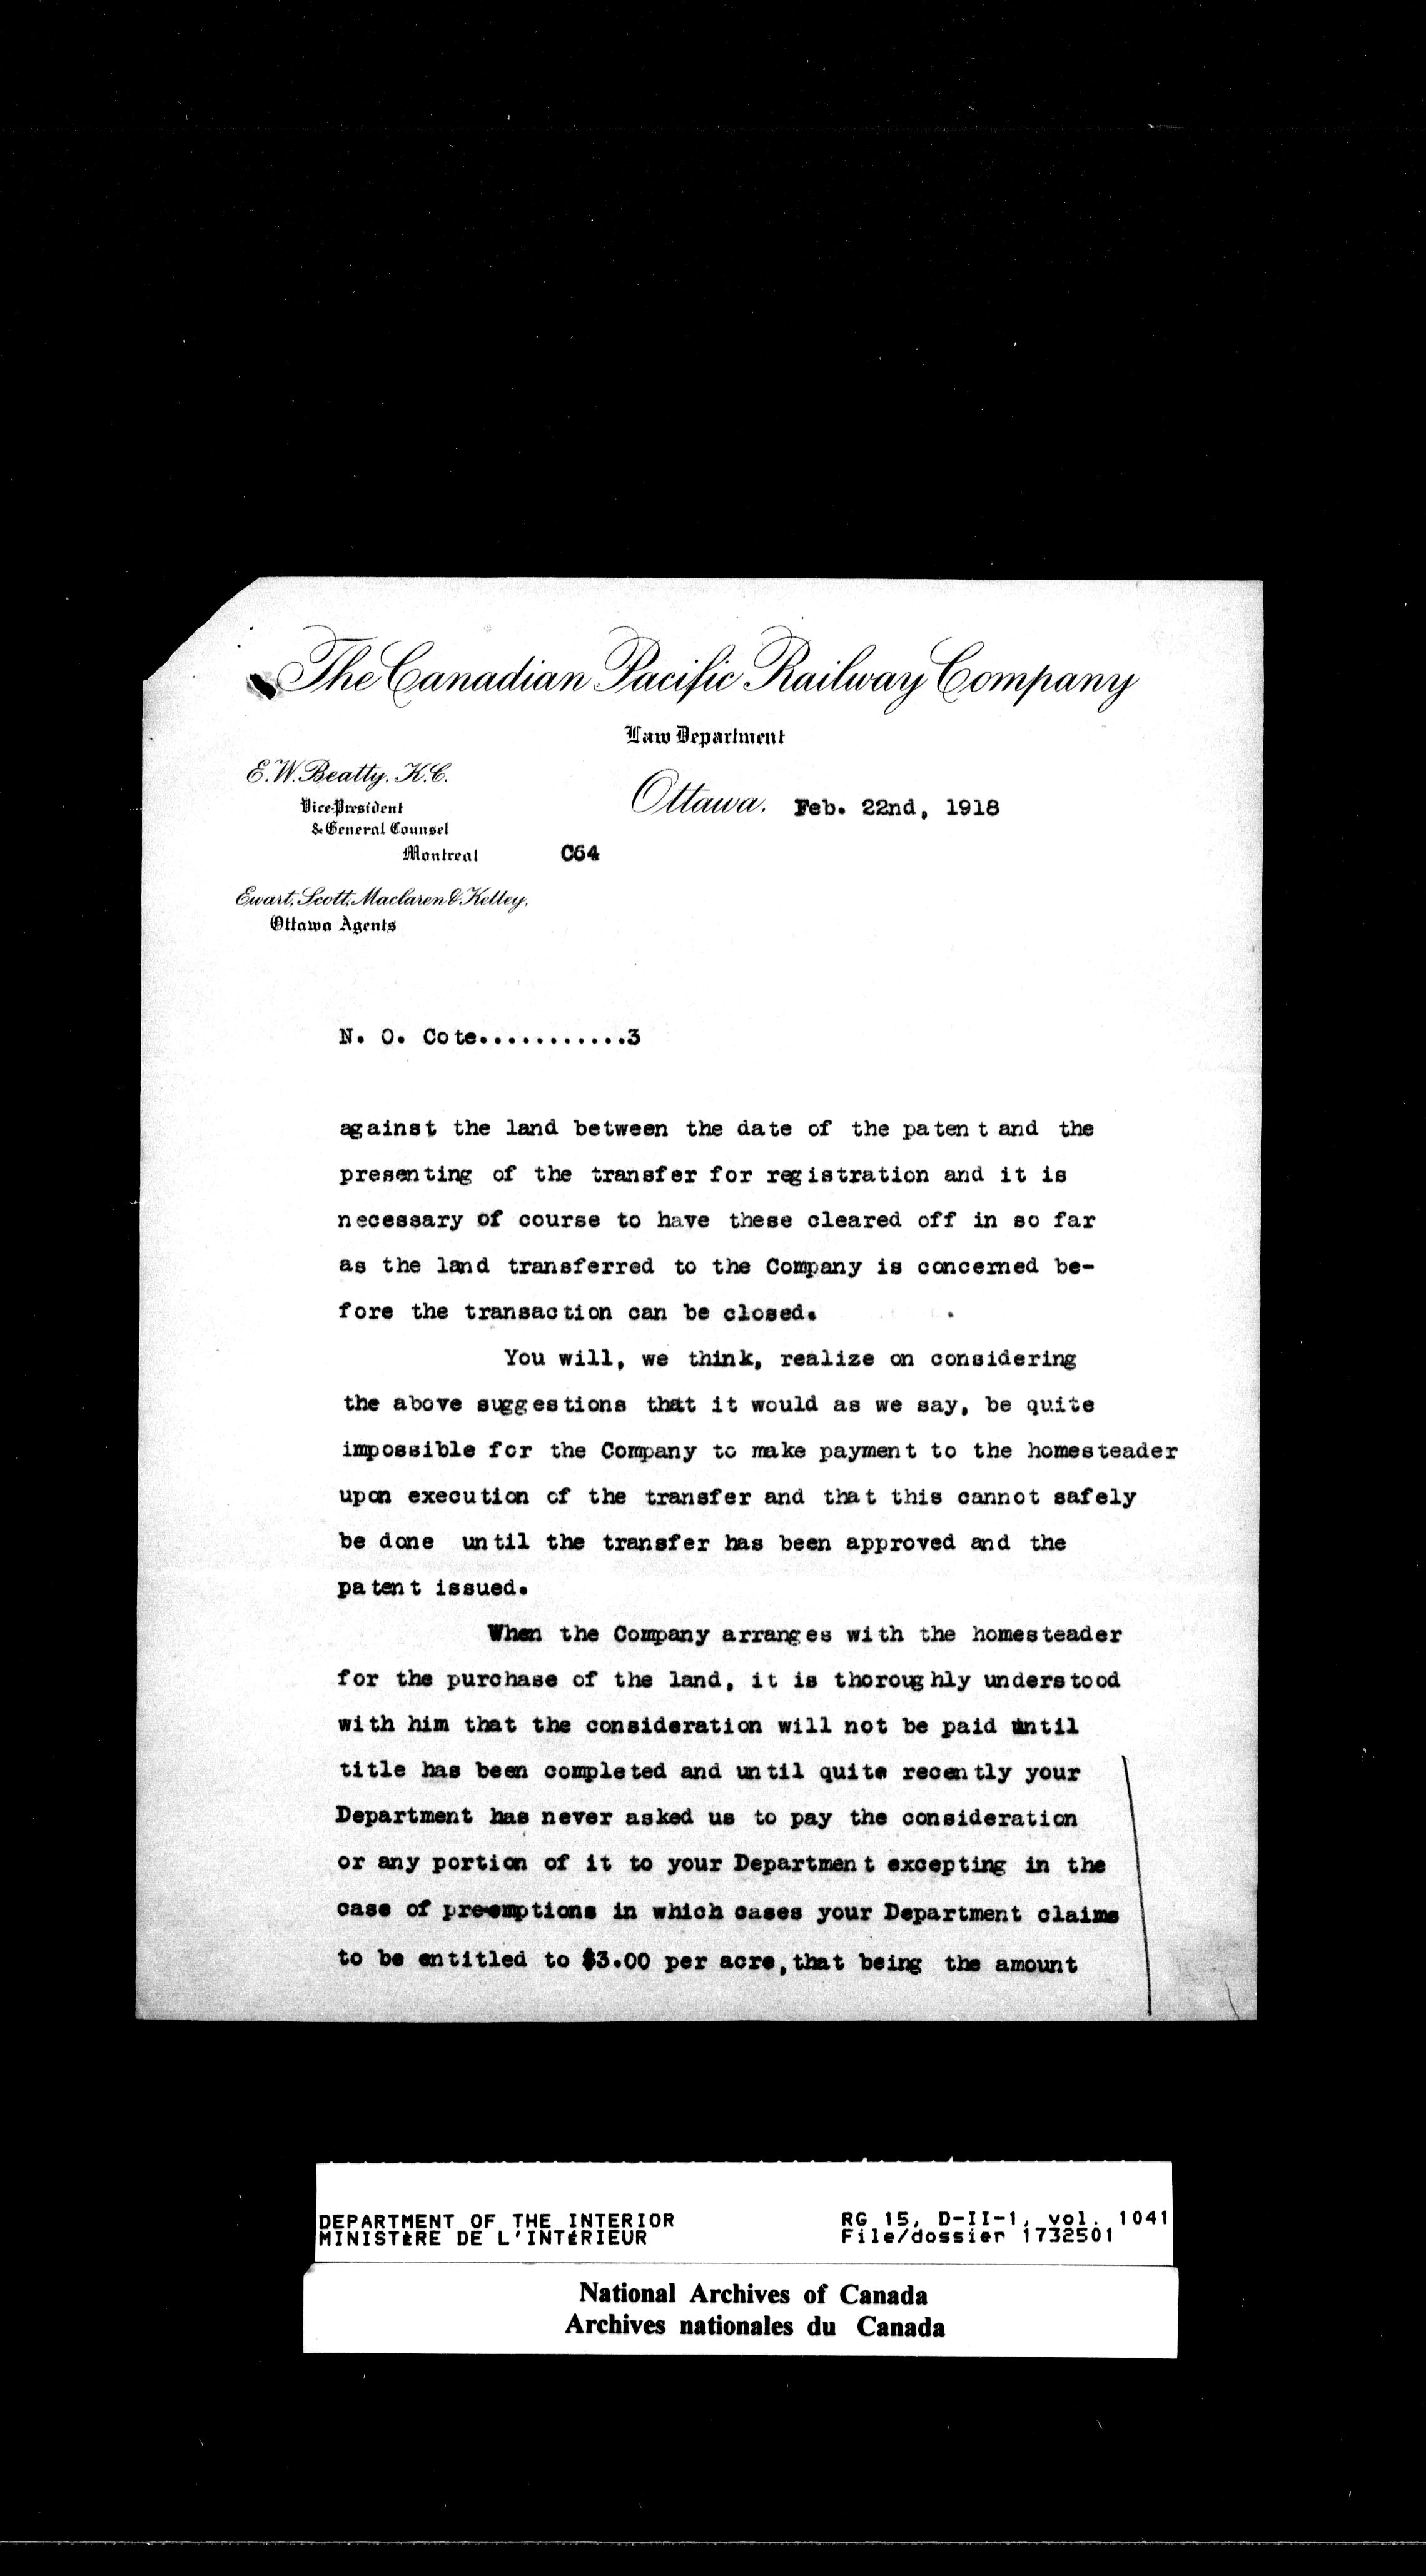 The Canadian Pacific Railway Company
Law Department
E. W. Beatty, K.C.
Vice-President
& General Counsel
Montreal
Ottawa, Feb. 22nd, 1918
C64
Ewart, Scott, Maclaren & Kelley,
Ottawa Agents
N. O. Cote............3
against the land between the date of the patent and the
presenting of the transfer for registration and it is
necessary of course to have these cleared off in so far
as the land transferred to the Company is concerned be-
fore the transaction can be closed.
You will, we think, realize on considering
the above suggestions that it would as we say, be quite
impossible for the Company to make payment to the homesteader
upon execution of the transfer and that this cannot safely
be done until the transfer has been approved and the
patent issued.
When the Company arranges with the homesteader
for the purchase of the land, it is thoroughly understood
with him that the consideration will not be paid until
title has been completed and until quite recently your
Department has never asked us to pay the consideration
or any portion of it to your Department excepting in the
case of preemptions in which cases your Department claims
to be entitled to $3.00 per acre, that being the amount
DEPARTMENT OF THE INTERIOR
MINISTÈRE DE L'INTÉRIEUR
RG 15, D-II-1, vol. 1041
File/dossier 1732501
National Archives of Canada
Archives nationales du Canada